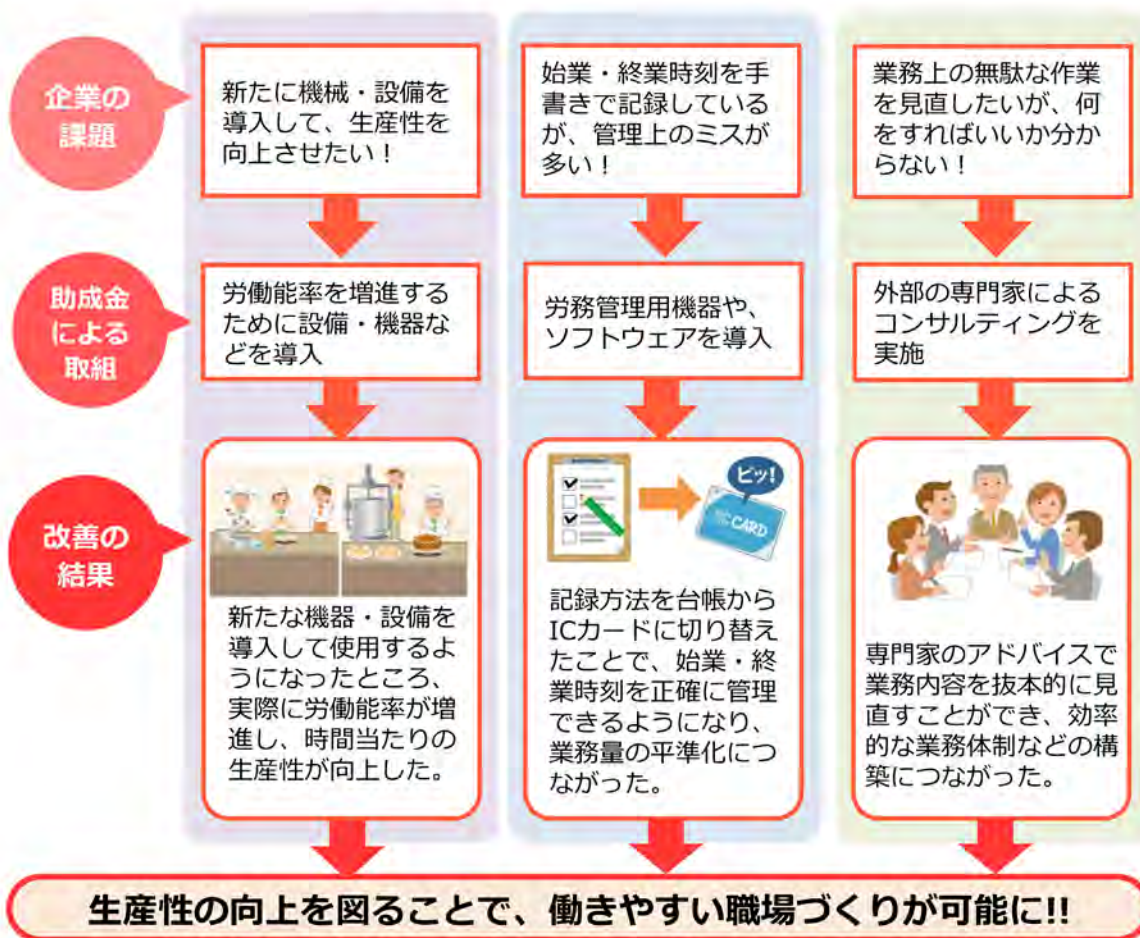 企業の
課題
新たに機械・設備を
導入して、生産性を
向上させたい！
始業・終業時刻を手
書きで記録している
が、管理上のミスが
多い！
業務上の無駄な作業
を見直したいが、何
をすればいいか分か
らない！
助成金
による
取組
労働能率を増進する
ために設備・機器な
どを導入
労務管理用機器や、
ソフトウェアを導入
外部の専門家による
コンサルティングを
実施
改善の
結果
新たな機器・設備を
導入して使用するよ
うになったところ、
実際に労働能率が増
進し、時間当たりの
生産性が向上した。
ピッ!
CARD
記録方法を台帳から
ICカードに切り替え
たことで、始業・終
業時刻を正確に管理
できるようになり、
業務量の平準化につ
ながった。
専門家のアドバイスで
業務内容を抜本的に見
直すことができ、効率
的な業務体制などの構
築につながった。
生産性の向上を図ることで、働きやすい職場づくりが可能に!!